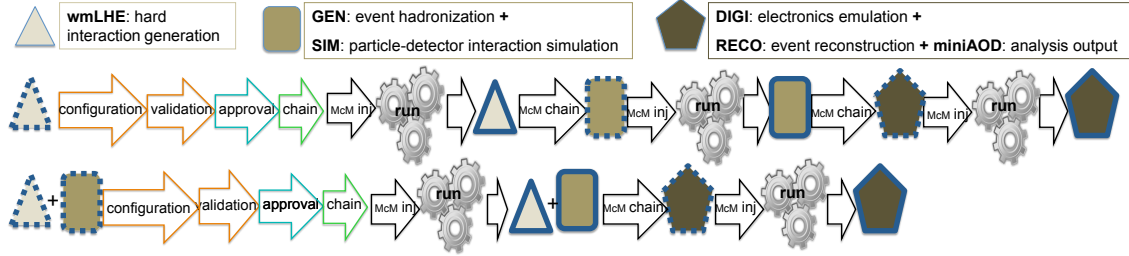 wmLHE: hard
interaction generation
GEN: event hadronization +
SIM: particle-detector interaction simulation
DIGI: electronics emulation +
RECO: event reconstruction + miniAOD: analysis output
configuration validation approval chain McM inj run McM chain McM inj run McM chain McM inj run
+ configuration validation approval chain McM inj run + McM chain McM inj run